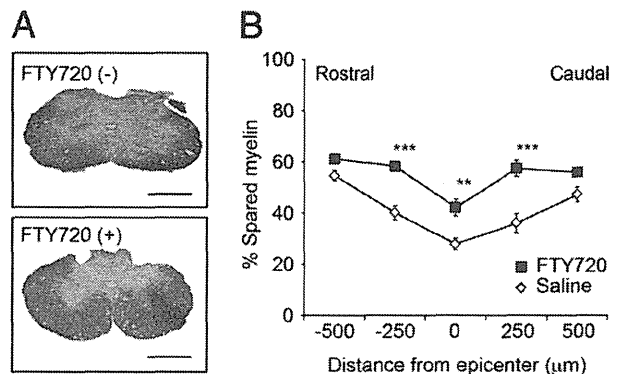 A
FTY720 (-)
FTY720 (+)
B
100
80
60
40
20
0
% Spared myelin
Rostral
Caudal
***
**
***
FTY720
Saline
-500 -250 0 250 500
Distance from epicenter (μm)